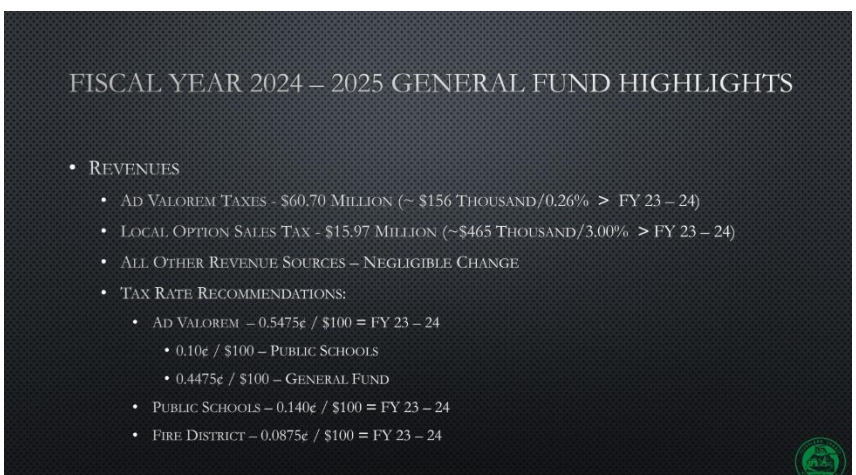 FISCAL YEAR 2024 – 2025 GENERAL FUND HIGHLIGHTS
• REVENUES
• AD VALOREM TAXES - $60.70 MILLION (~ $156 THOUSAND/0.26% > FY 23 – 24)
• LOCAL OPTION SALES TAX - $15.97 MILLION (~$465 THOUSAND/3.00% > FY 23 – 24)
• ALL OTHER REVENUE SOURCES – NEGLIGIBLE CHANGE
• TAX RATE RECOMMENDATIONS:
• AD VALOREM – 0.5475¢ / $100 = FY 23 – 24
• 0.10¢ / $100 – PUBLIC SCHOOLS
• 0.4475¢ / $100 – GENERAL FUND
• PUBLIC SCHOOLS – 0.140¢ / $100 = FY 23 – 24
• FIRE DISTRICT – 0.0875¢ / $100 = FY 23 – 24